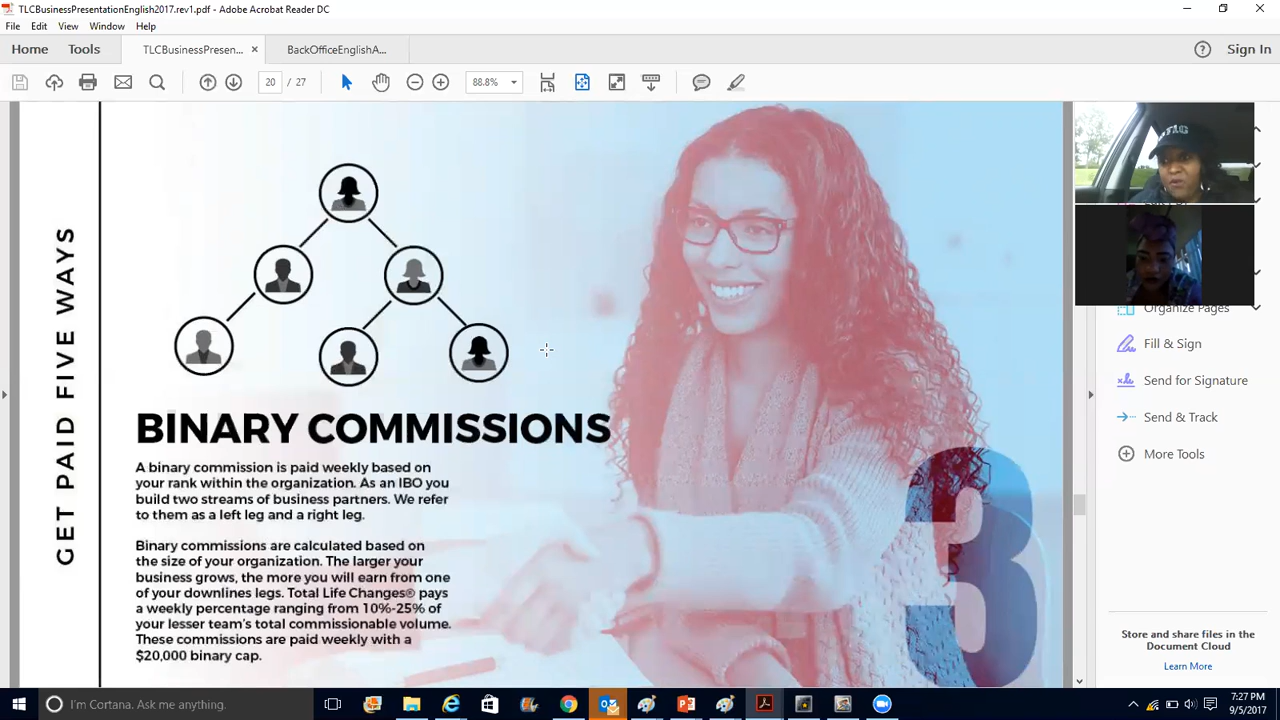 TLCBusinessPresentationEnglish2017.rev1.pdf - Adobe Acrobat Reader DC
File Edit View Window Help
Home Tools TLCBusinessPresen... × BackOfficeEnglishA... Sign In
20 / 27 88.8%
GET PAID FIVE WAYS
BINARY COMMISSIONS
A binary commission is paid weekly based on
your rank within the organization. As an IBO you
build two streams of business partners. We refer
to them as a left leg and a right leg.
Binary commissions are calculated based on
the size of your organization. The larger your
business grows, the more you will earn from one
of your downlines legs. Total Life Changes® pays
a weekly percentage ranging from 10%-25% of
your lesser team's total commissionable volume.
These commissions are paid weekly with a
$20,000 binary cap.
3
Organize Pages
Fill & Sign
Send for Signature
Send & Track
More Tools
Store and share files in the
Document Cloud
Learn More
I'm Cortana. Ask me anything.
7:27 PM
9/5/2017